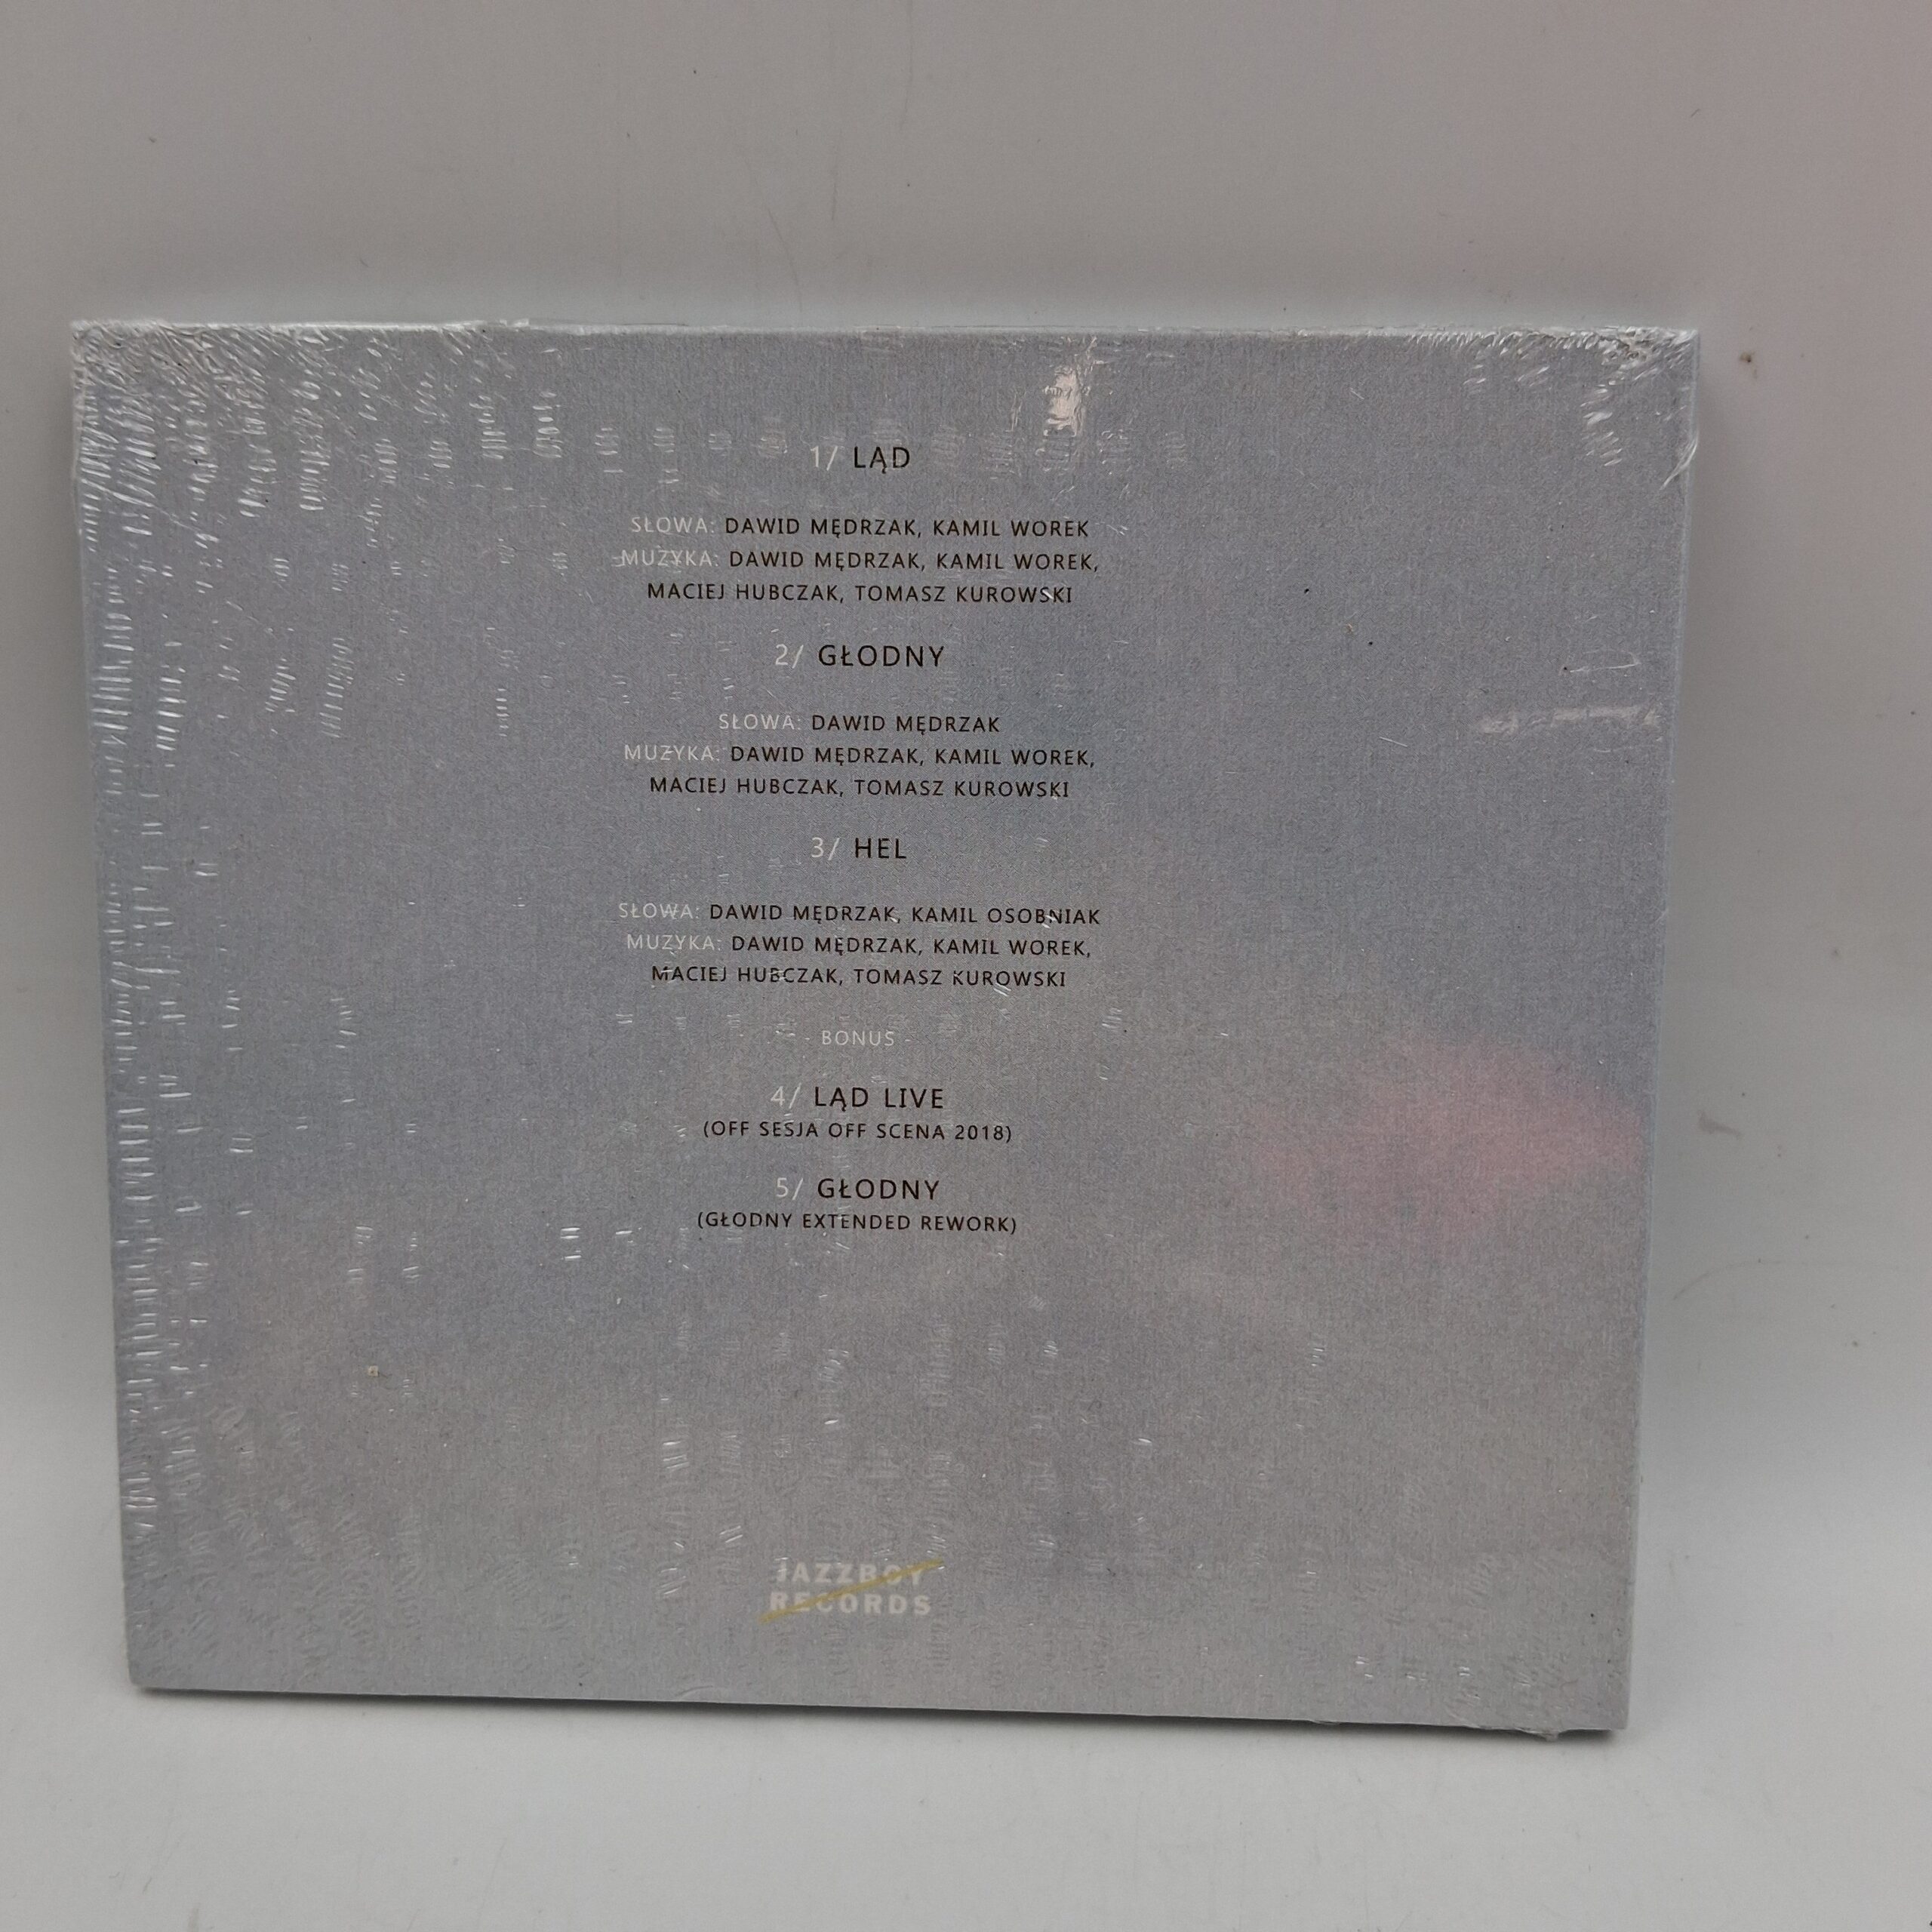 1/ LĄD
SŁOWA: DAWID MĘDRZAK, KAMIL WOREK
MUZYKA: DAWID MĘDRZAK, KAMIL WOREK,
MACIEJ HUBCZAK, TOMASZ KUROWSKI
2/ GŁODNY
SŁOWA: DAWID MĘDRZAK
MUZYKA: DAWID MĘDRZAK, KAMIL WOREK,
MACIEJ HUBCZAK, TOMASZ KUROWSKI
3/ HEL
SŁOWA: DAWID MĘDRZAK, KAMIL OSOBNIAK
MUZYKA: DAWID MĘDRZAK, KAMIL WOREK,
MACIEJ HUBCZAK, TOMASZ KUROWSKI
- BONUS -
4/ LĄD LIVE
(OFF SESJA OFF SCENA 2018)
5/ GŁODNY
(GŁODNY EXTENDED REWORK)
JAZZBOY
RECORDS